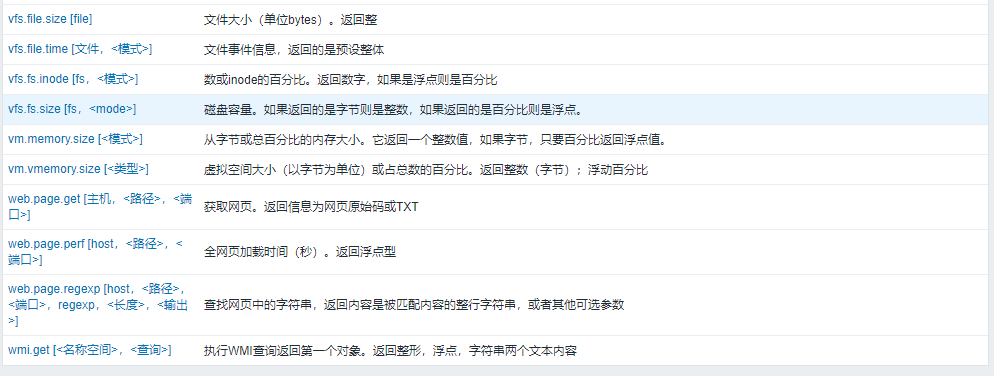 vfs.file.size [file]
文件大小（单位bytes）。返回整
vfs.file.time [文件，<模式>]
文件事件信息，返回的是预设整体
vfs.fs.inode [fs，<模式>]
数或inode的百分比。返回数字，如果是浮点则是百分比
vfs.fs.size [fs，<mode>]
磁盘容量。如果返回的是字节则是整数，如果返回的是百分比则是浮点。
vm.memory.size [<模式>]
从字节或总百分比的内存大小。它返回一个整数值，如果字节，只要百分比返回浮点值。
vm.vmemory.size [<类型>]
虚拟空间大小（以字节为单位）或占总数的百分比。返回整数（字节）；浮动百分比
web.page.get [主机，<路径>，<端
口>]
获取网页。返回信息为网页原始码或TXT
web.page.perf [host，<路径>，<
端口>]
全网页加载时间（秒）。返回浮点型
web.page.regexp [host，<路径>，
<端口>，regexp，<长度>，<输出
>]
查找网页中的字符串，返回内容是被匹配内容的整行字符串，或者其他可选参数
wmi.get [<名称空间>，<查询>]
执行WMI查询返回第一个对象。返回整形，浮点，字符串两个文本内容